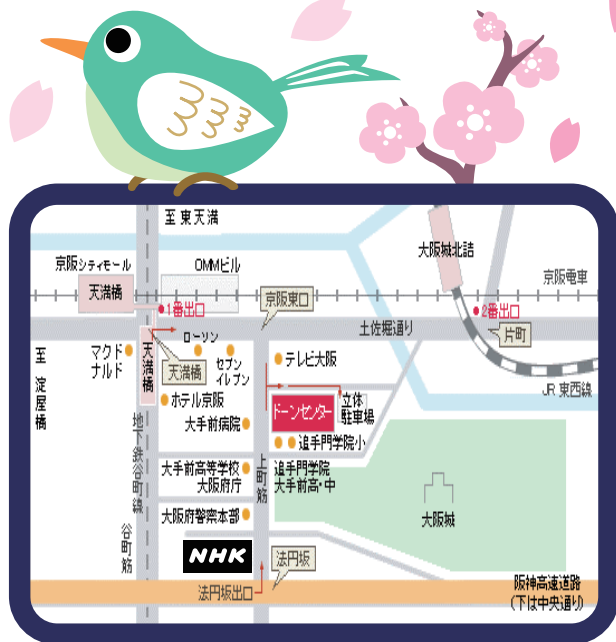 至東天満
京阪シティモール
OMMビル
大阪城北詰
京阪電車
天満橋
1番出口
京阪東口
2番出口
土佐堀通り
片町
至 淀屋橋
マクド
ナルド
天満橋
ローソン
セブン
イレブン
天満橋
テレビ大阪
JR東西線
ホテル京阪
ドーンセンター
立体
駐車場
大手前病院
追手門学院小
地下鉄谷町線
大手前高等学校
大阪府庁
上町筋
追手門学院
大手前高・中
大阪府警察本部
大阪城
谷町筋
NHK
法円坂
法円坂出口
阪神高速道路
(下は中央通り)